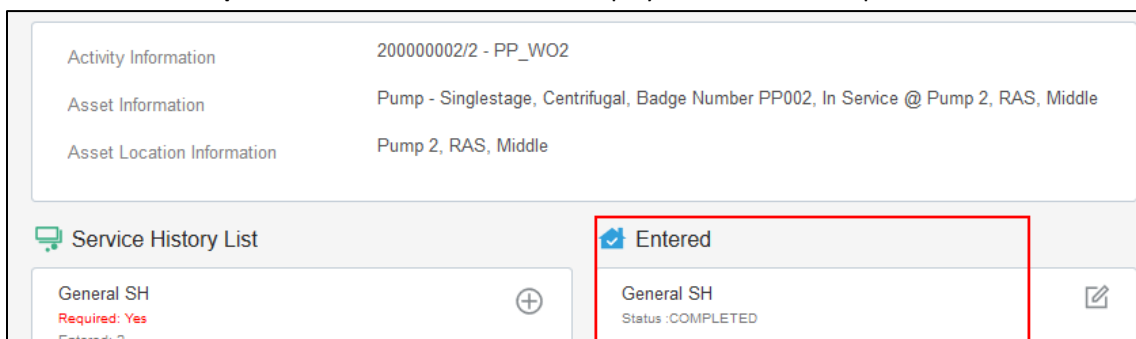 Activity Information
200000002/2 - PP_WO2
Asset Information
Pump - Singlestage, Centrifugal, Badge Number PP002, In Service @ Pump 2, RAS, Middle
Asset Location Information
Pump 2, RAS, Middle
Service History List
Entered
General SH
Required: Yes
General SH
Status :COMPLETED